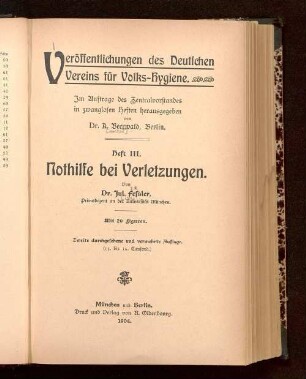 Veröffentlichungen des Deutschen
Vereins für Volks-Hygiene.
Im Auftrage des Zentralvorstandes
in zwanglosen Heften herausgegeben
von
Dr. K. Beerwald, Berlin.
Heft III.
Nothilfe bei Verletzungen.
Von
Dr. Jul. Fessler,
Privatdozent an der Universität München.
Mit 20 Figuren.
Zweite durchgesehene und vermehrte Auflage.
München und Berlin.
Druck und Verlag von R. Oldenbourg.
1904.